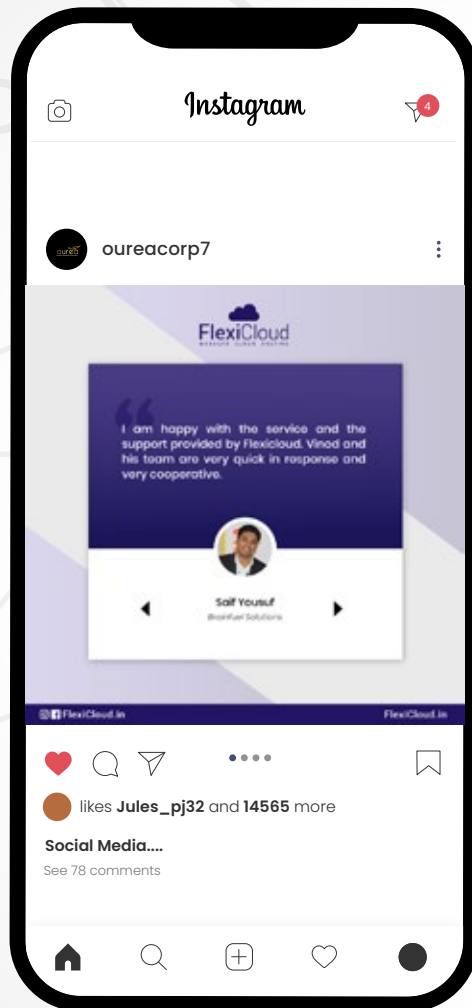 Instagram
4
ourea
oureacorp7
FlexiCloud
“
I am happy with the service and the
support provided by Flexicloud. Vinod and
his team are very quick in response and
very cooperative.
Saif Yousuf
Brainfuel Solutions
FlexiCloud.in
FlexiCloud.in
likes Jules_pj32 and 14565 more
Social Media....
See 78 comments